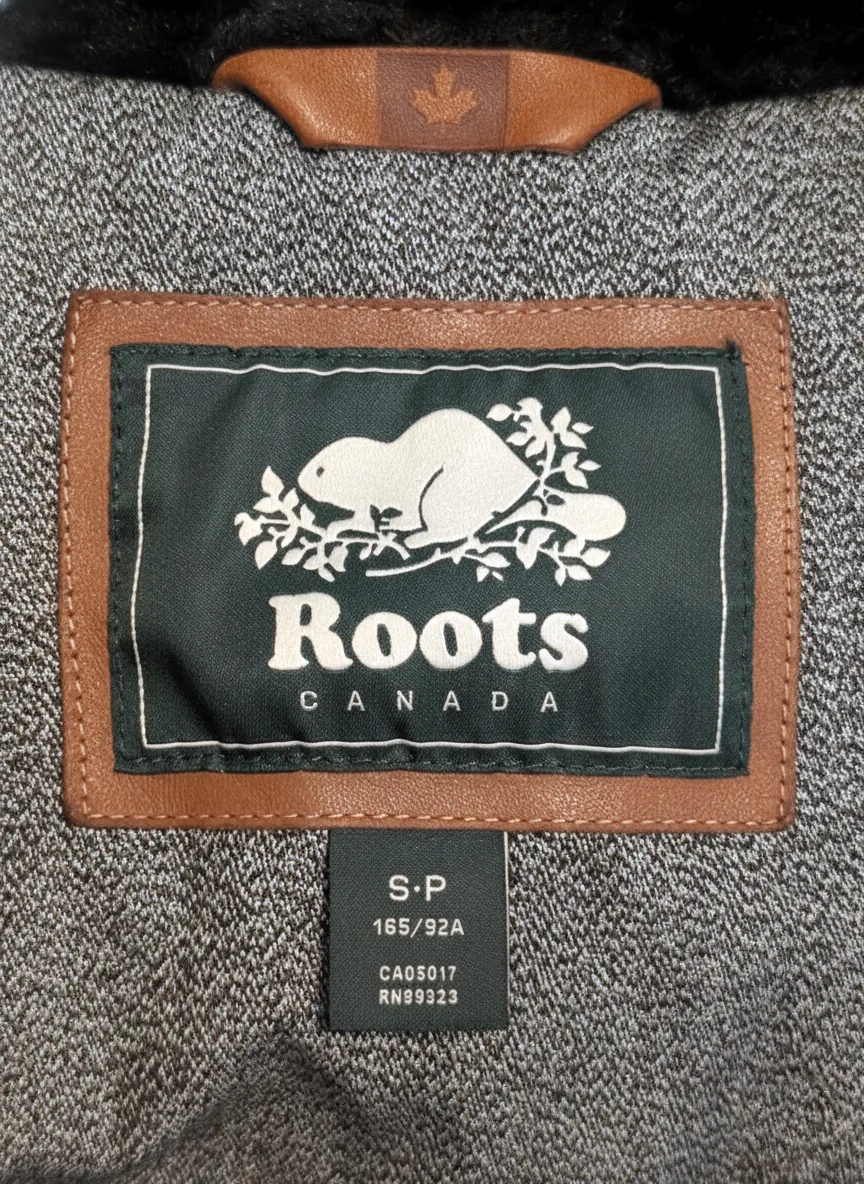 Roots
CANADA
S·P
165/92A
CA05017
RN99323